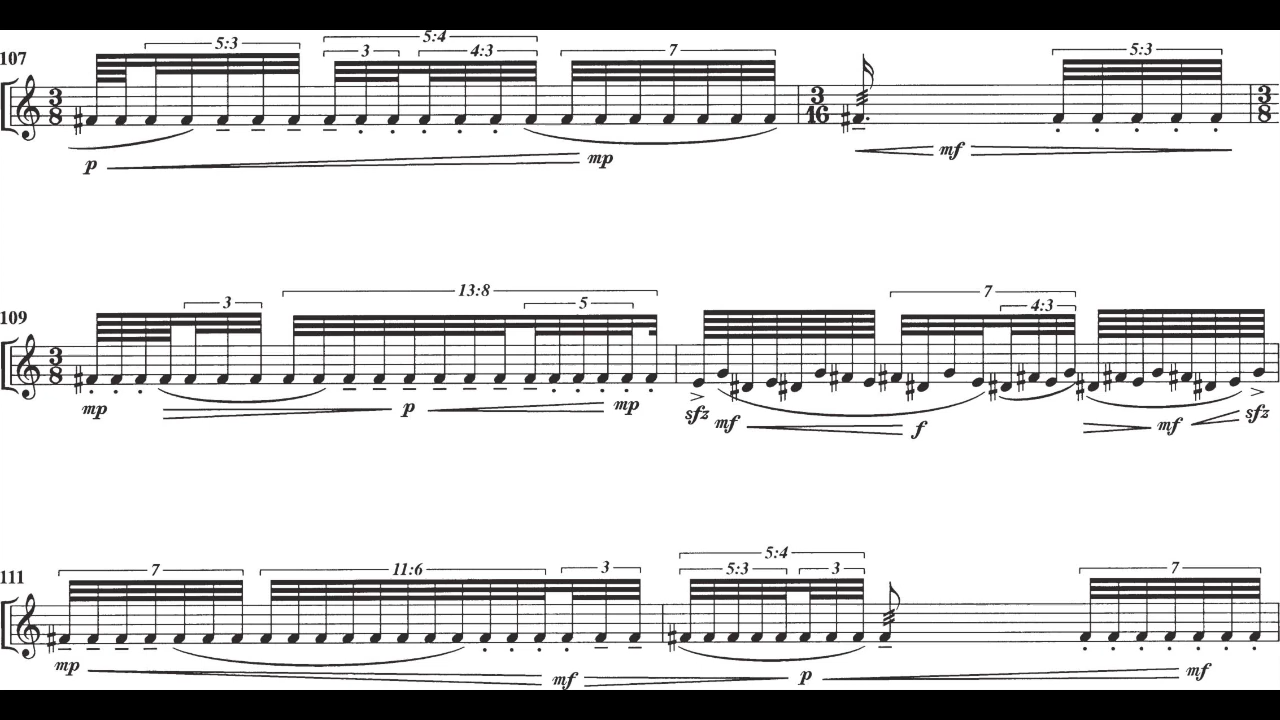 107 5:3 5:4 3 4:3 7 5:3
3 8 3 16 3 8
p mp mf
109 3 13:8 5 7 4:3
3 8
mp p mp sfz mf f mf sfz
111 7 11:6 3 5:4 5:3 3 7
mp mf p mf